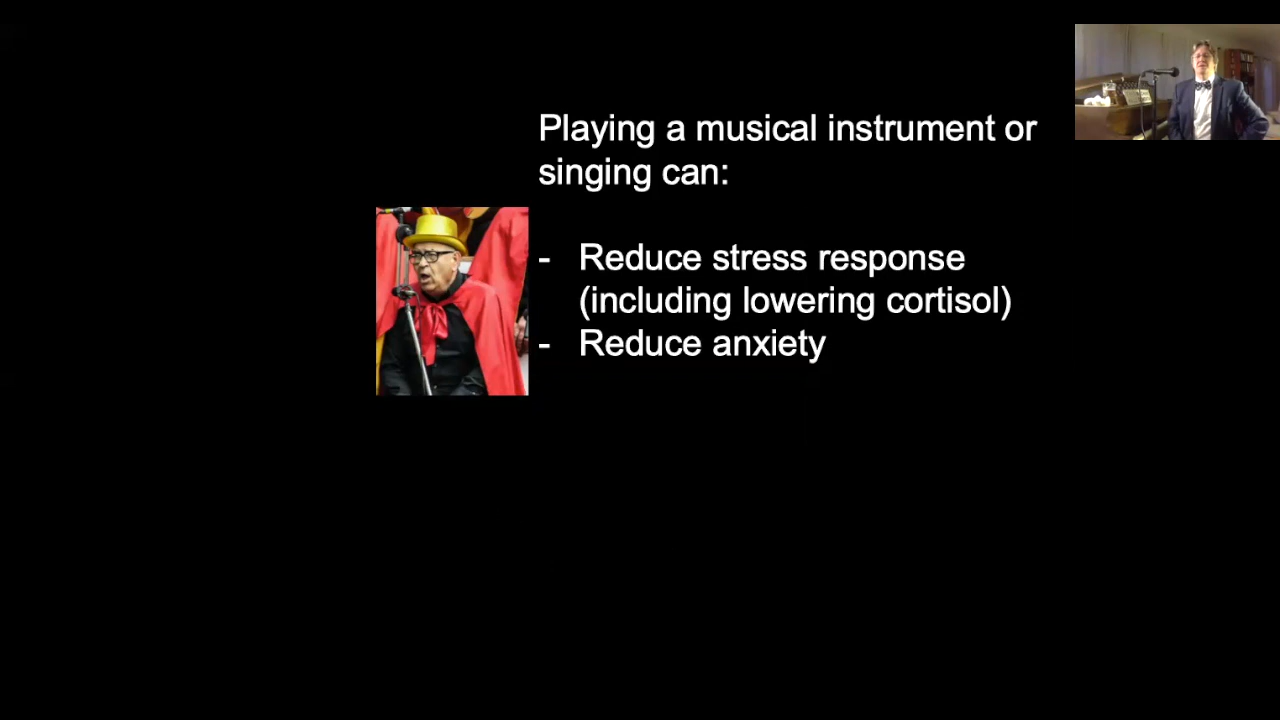 Playing a musical instrument or
singing can:
- Reduce stress response
(including lowering cortisol)
- Reduce anxiety